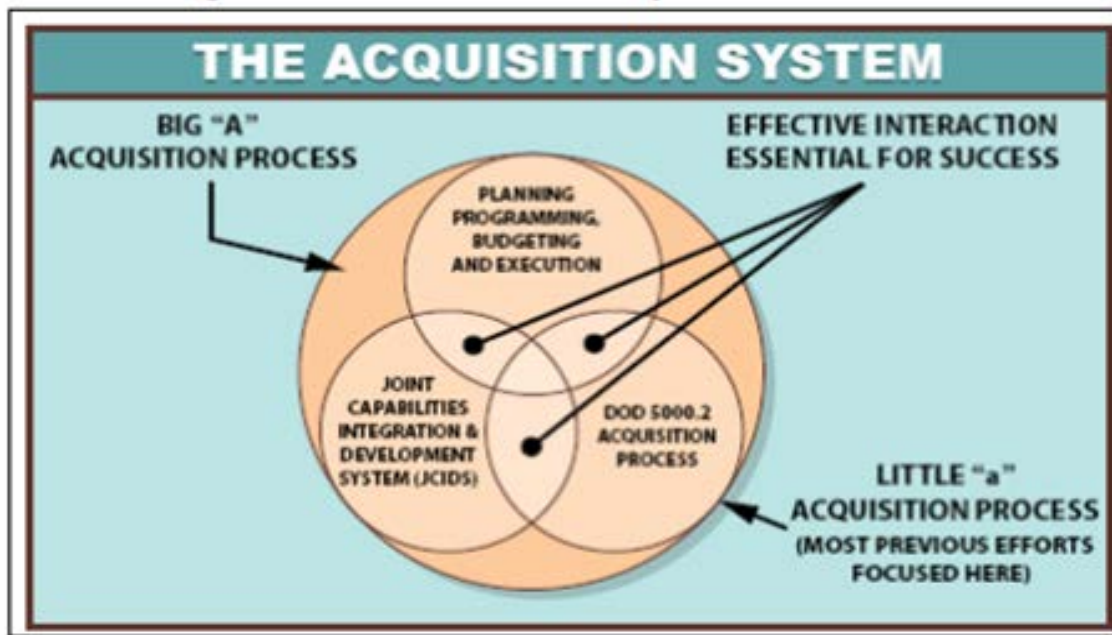 THE ACQUISITION SYSTEM
BIG “A”
ACQUISITION PROCESS
EFFECTIVE INTERACTION
ESSENTIAL FOR SUCCESS
PLANNING
PROGRAMMING,
BUDGETING
AND EXECUTION
JOINT
CAPABILITIES
INTEGRATION &
DEVELOPMENT
SYSTEM (JCIDS)
DOD 5000.2
ACQUISITION
PROCESS
LITTLE “a”
ACQUISITION PROCESS
(MOST PREVIOUS EFFORTS
FOCUSED HERE)